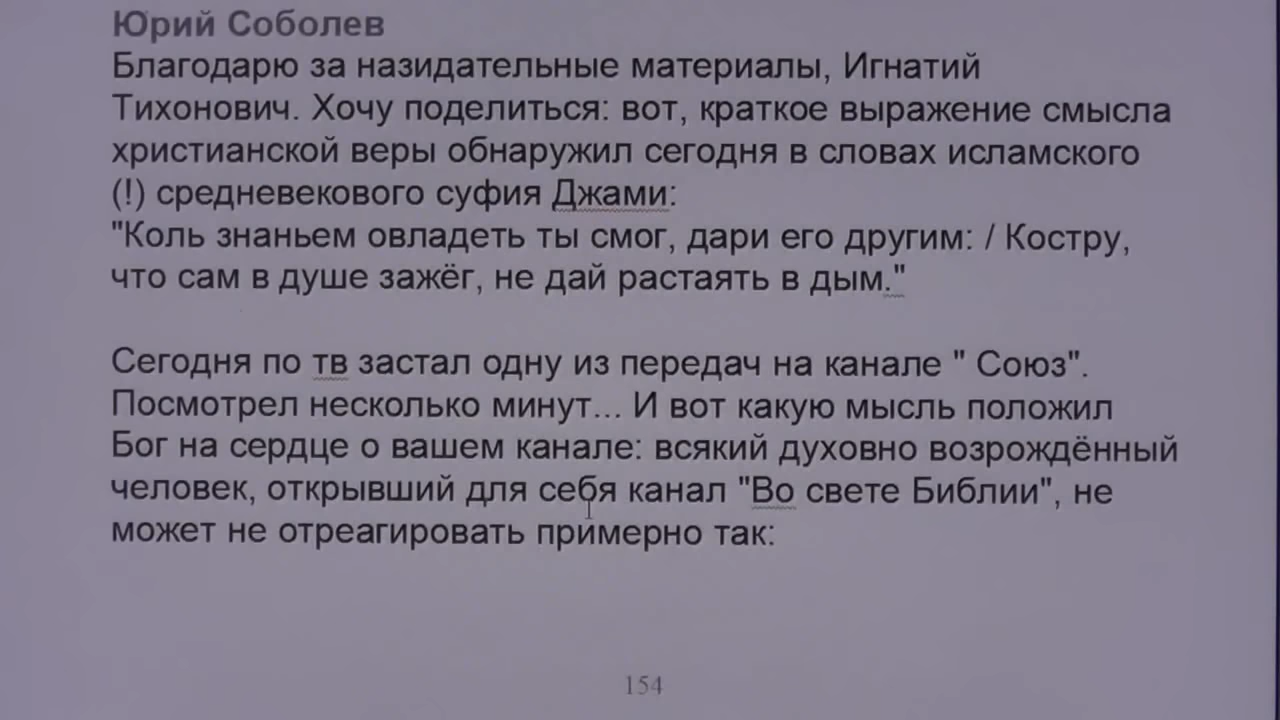 Юрий Соболев
Благодарю за назидательные материалы, Игнатий
Тихонович. Хочу поделиться: вот, краткое выражение смысла
христианской веры обнаружил сегодня в словах исламского
(!) средневекового суфия Джами:
"Коль знаньем овладеть ты смог, дари его другим: / Костру,
что сам в душе зажёг, не дай растаять в дым."
Сегодня по тв застал одну из передач на канале " Союз".
Посмотрел несколько минут... И вот какую мысль положил
Бог на сердце о вашем канале: всякий духовно возрождённый
человек, открывший для себя канал "Во свете Библии", не
может не отреагировать примерно так:
154